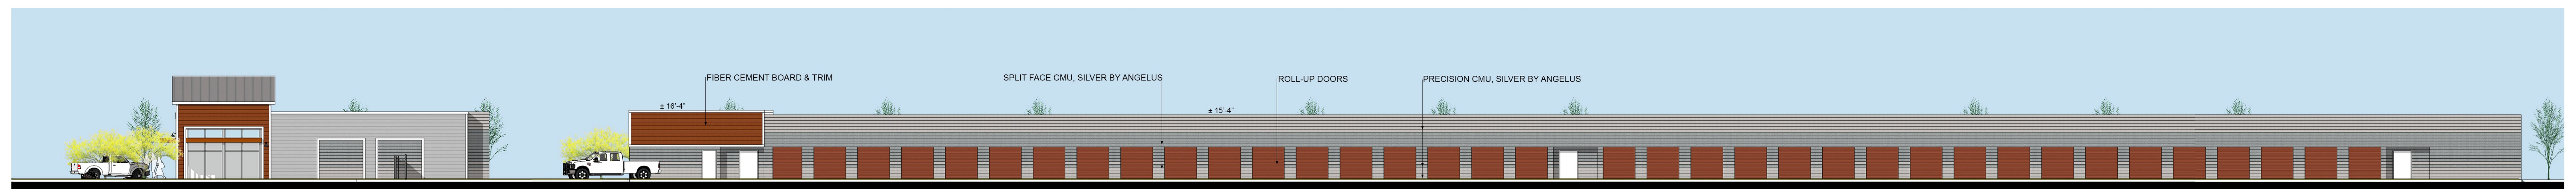 FIBER CEMENT BOARD & TRIM
SPLIT FACE CMU, SILVER BY ANGELUS
ROLL-UP DOORS
PRECISION CMU, SILVER BY ANGELUS
± 16'-4"
± 15'-4"